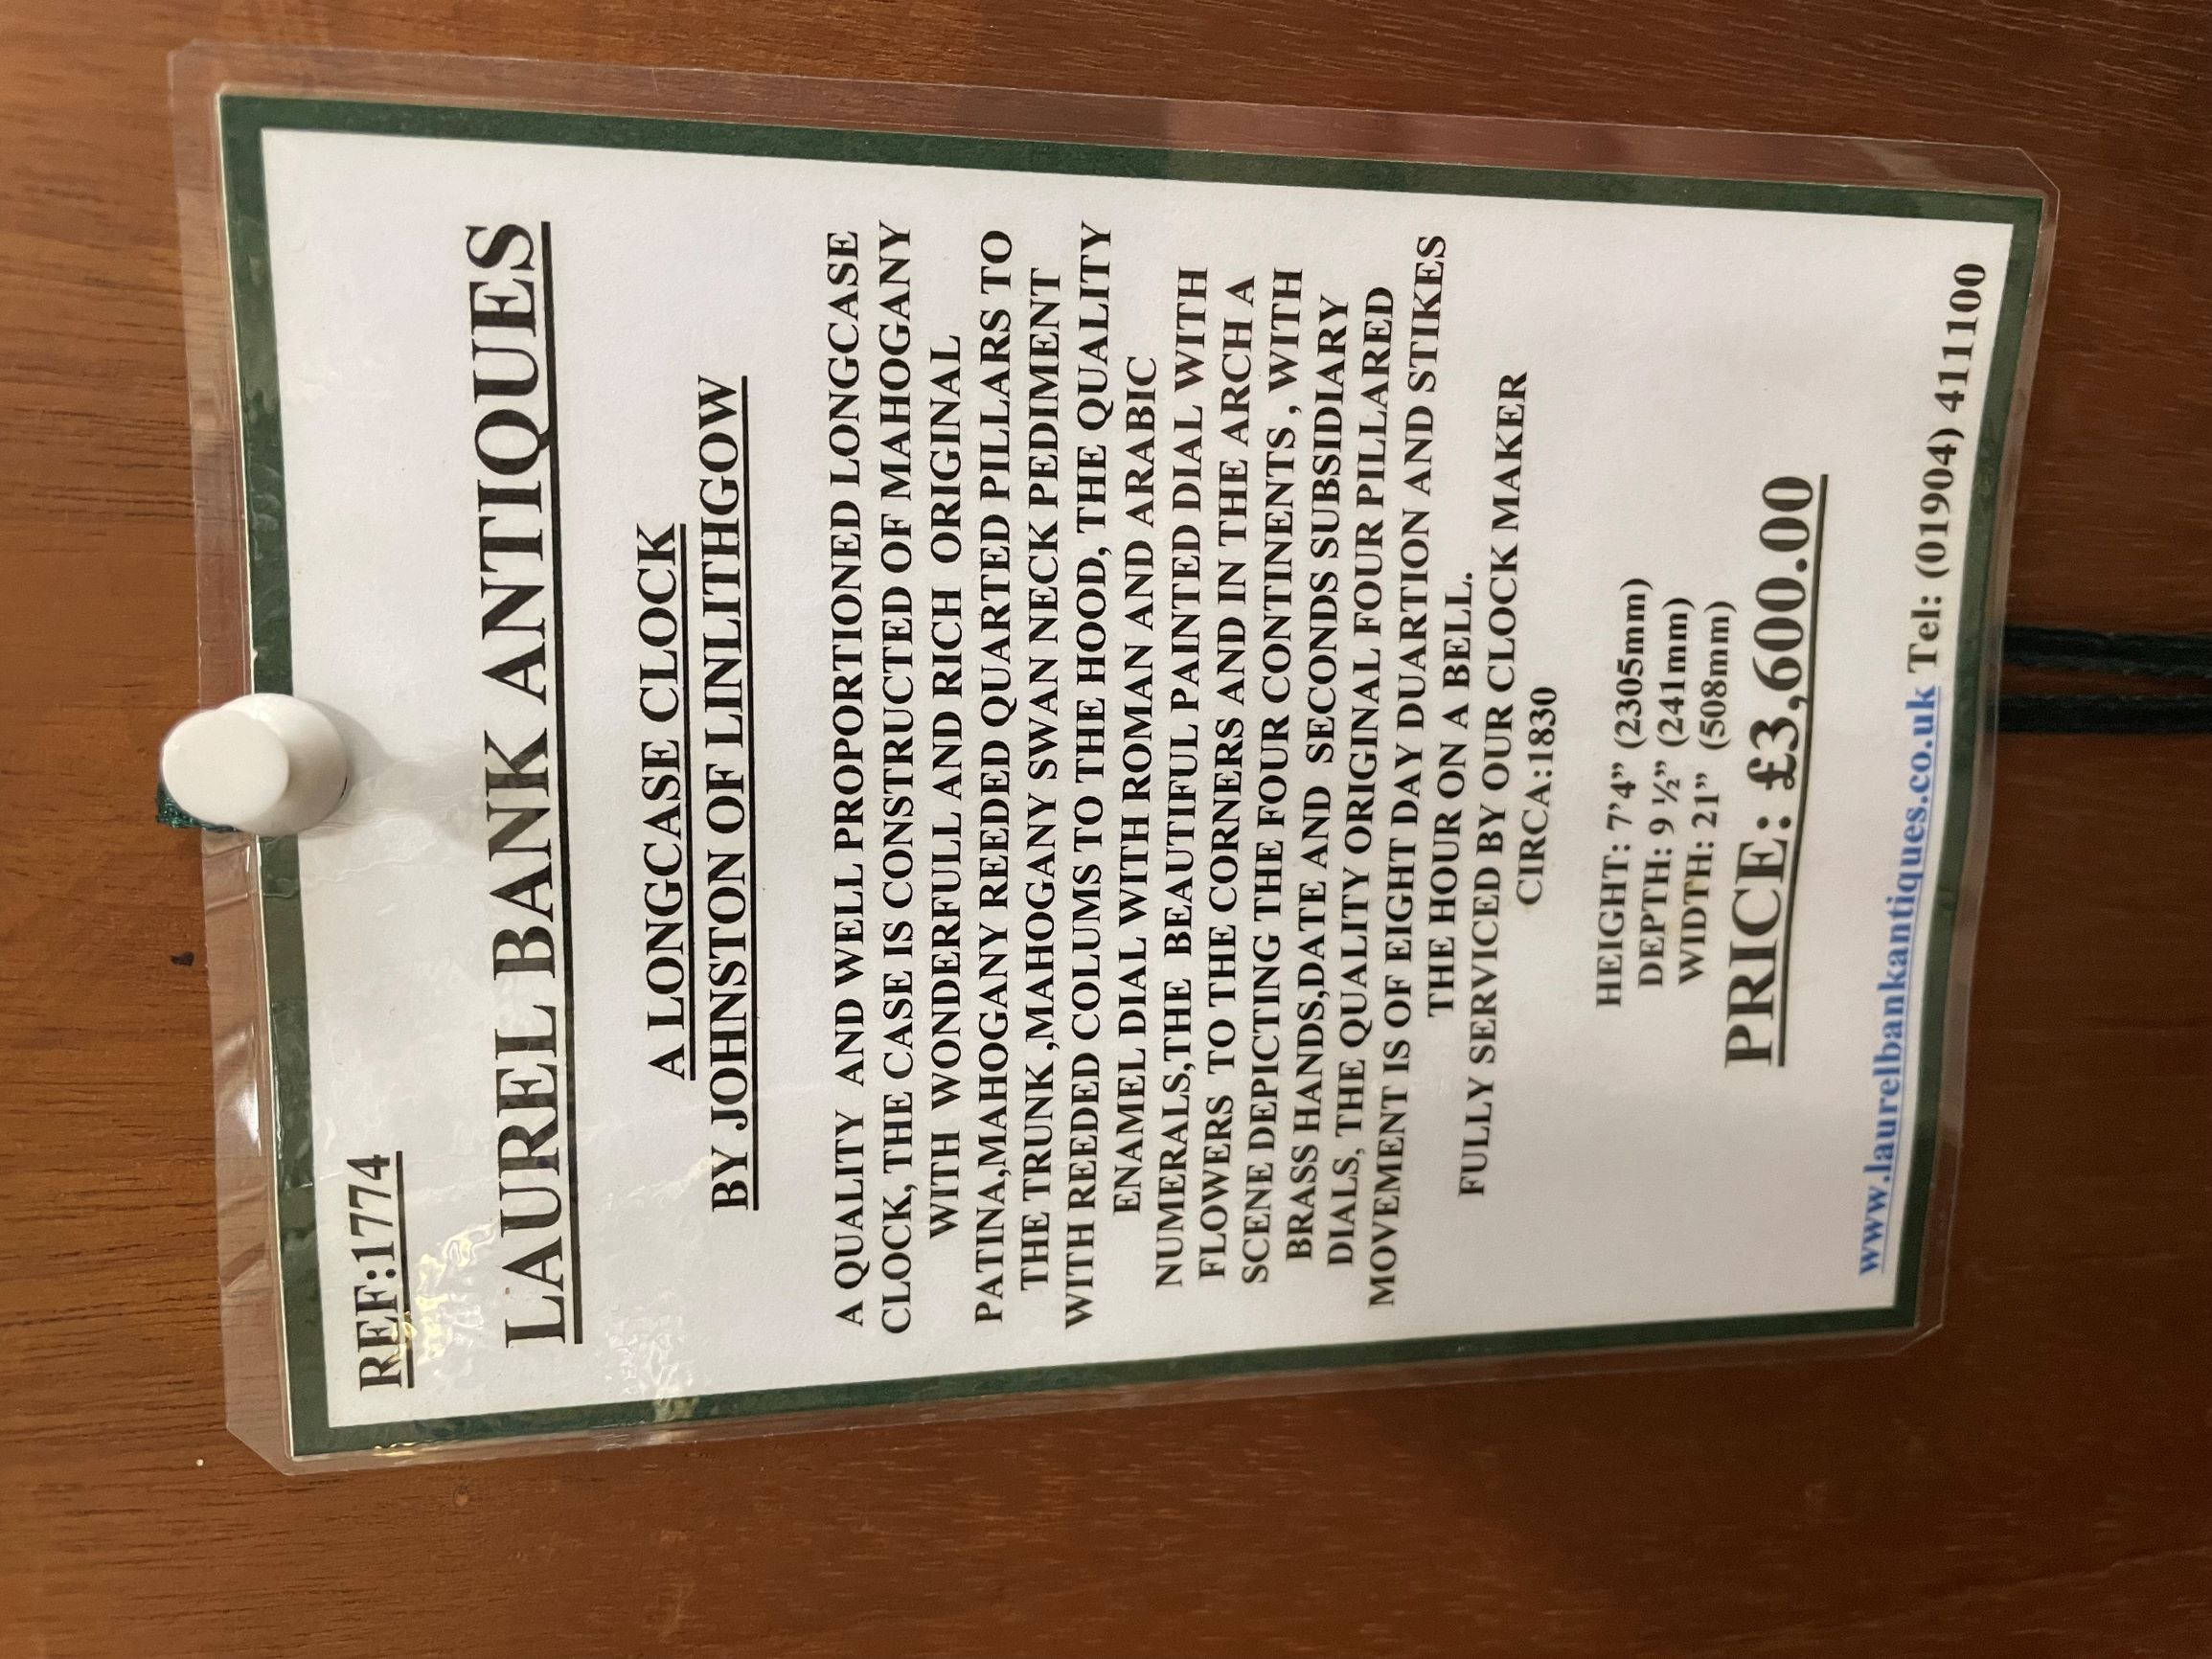 REF:1774
LAUREL BANK ANTIQUES
A LONGCASE CLOCK
BY JOHNSTON OF LINLITHGOW
A QUALITY AND WELL PROPORTIONED LONGCASE
CLOCK, THE CASE IS CONSTRUCTED OF MAHOGANY
WITH WONDERFULL AND RICH ORIGINAL
PATINA,MAHOGANY REEDED QUARTED PILLARS TO
THE TRUNK ,MAHOGANY SWAN NECK PEDIMENT
WITH REEDED COLUMS TO THE HOOD, THE QUALITY
ENAMEL DIAL WITH ROMAN AND ARABIC
NUMERALS,THE BEAUTIFUL PAINTED DIAL WITH
FLOWERS TO THE CORNERS AND IN THE ARCH A
SCENE DEPICTING THE FOUR CONTINENTS , WITH
BRASS HANDS,DATE AND SECONDS SUBSIDIARY
DIALS, THE QUALITY ORIGINAL FOUR PILLARED
MOVEMENT IS OF EIGHT DAY DUARTION AND STIKES
THE HOUR ON A BELL.
FULLY SERVICED BY OUR CLOCK MAKER
CIRCA:1830
HEIGHT: 7’4” (2305mm)
DEPTH: 9 ½” (241mm)
WIDTH: 21” (508mm)
PRICE: £3,600.00
www.laurelbankantiques.co.uk Tel: (01904) 411100